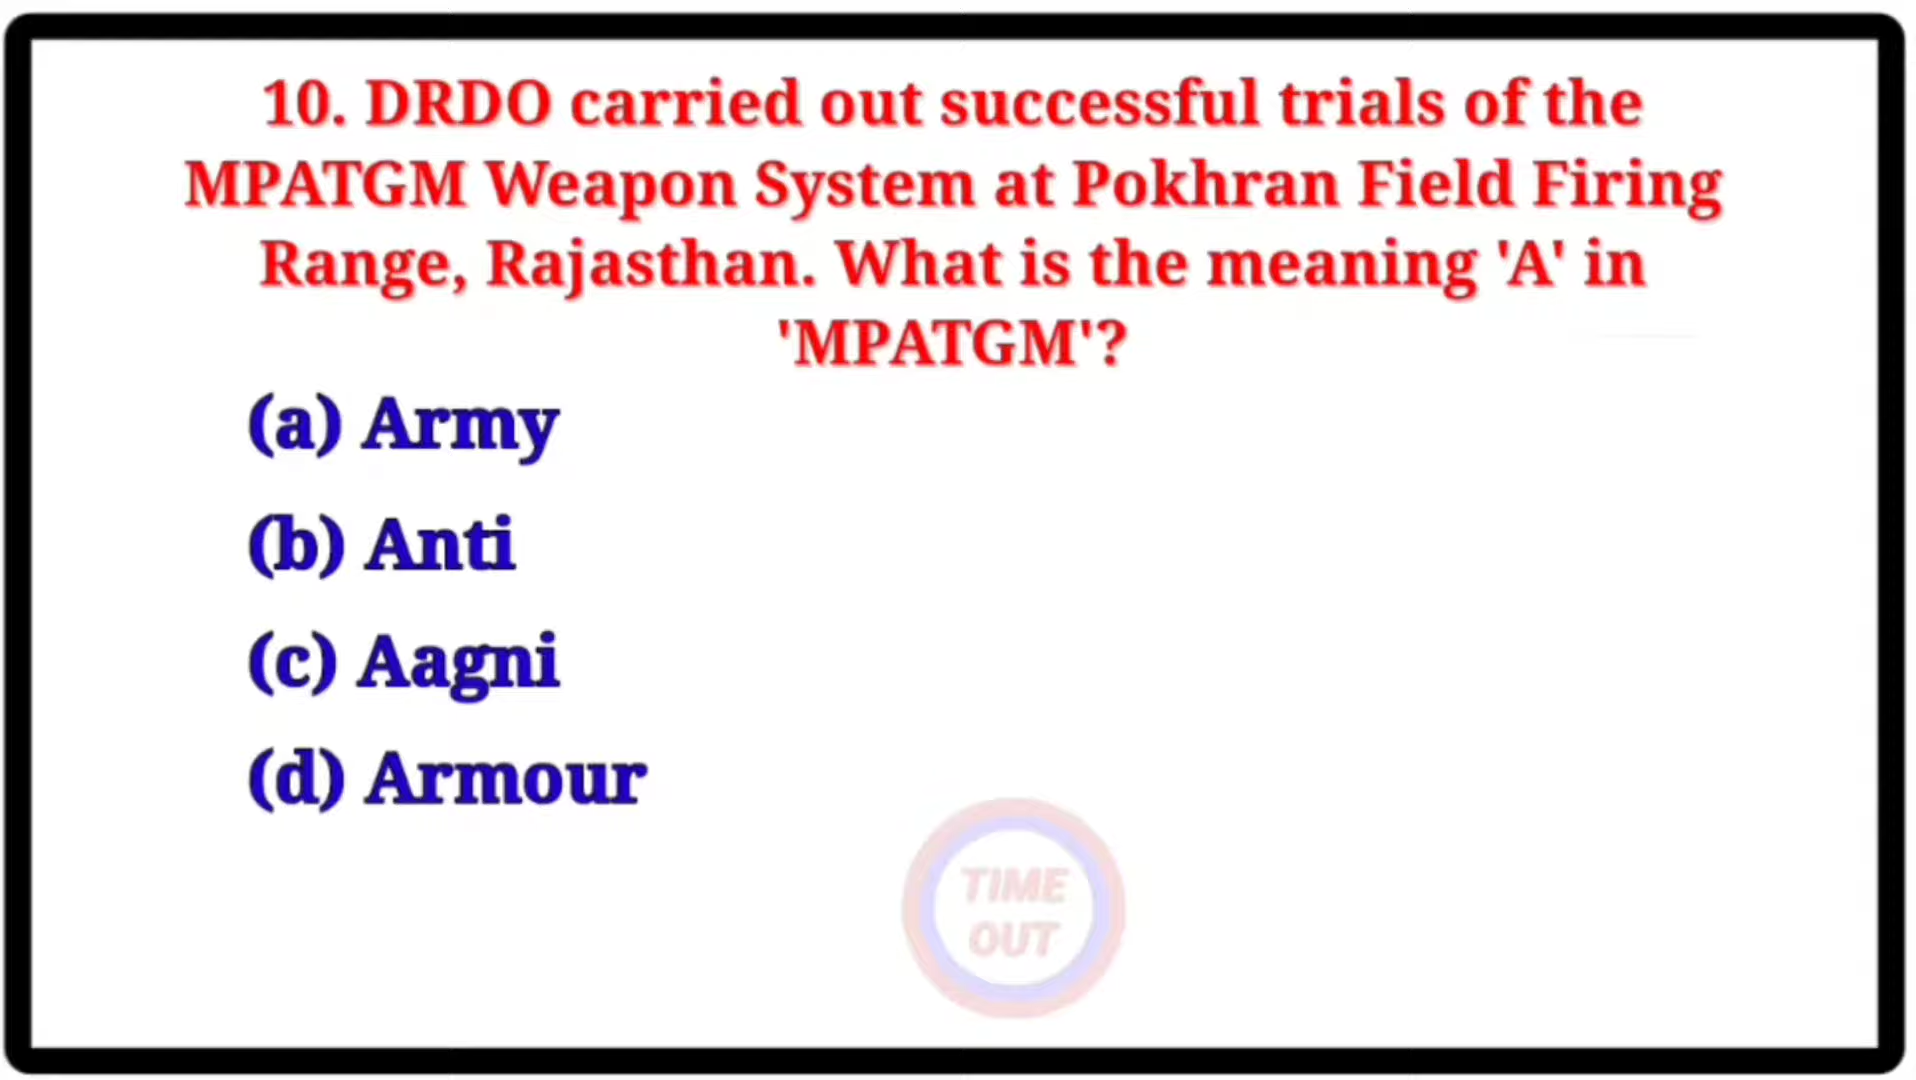 10. DRDO carried out successful trials of the
MPATGM Weapon System at Pokhran Field Firing
Range, Rajasthan. What is the meaning 'A' in
'MPATGM'?
(a) Army
(b) Anti
(c) Aagni
(d) Armour
TIME
OUT